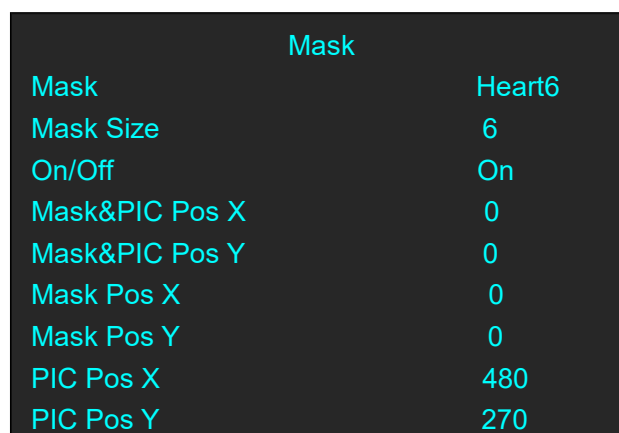 Mask
Mask Heart6
Mask Size 6
On/Off On
Mask&PIC Pos X 0
Mask&PIC Pos Y 0
Mask Pos X 0
Mask Pos Y 0
PIC Pos X 480
PIC Pos Y 270